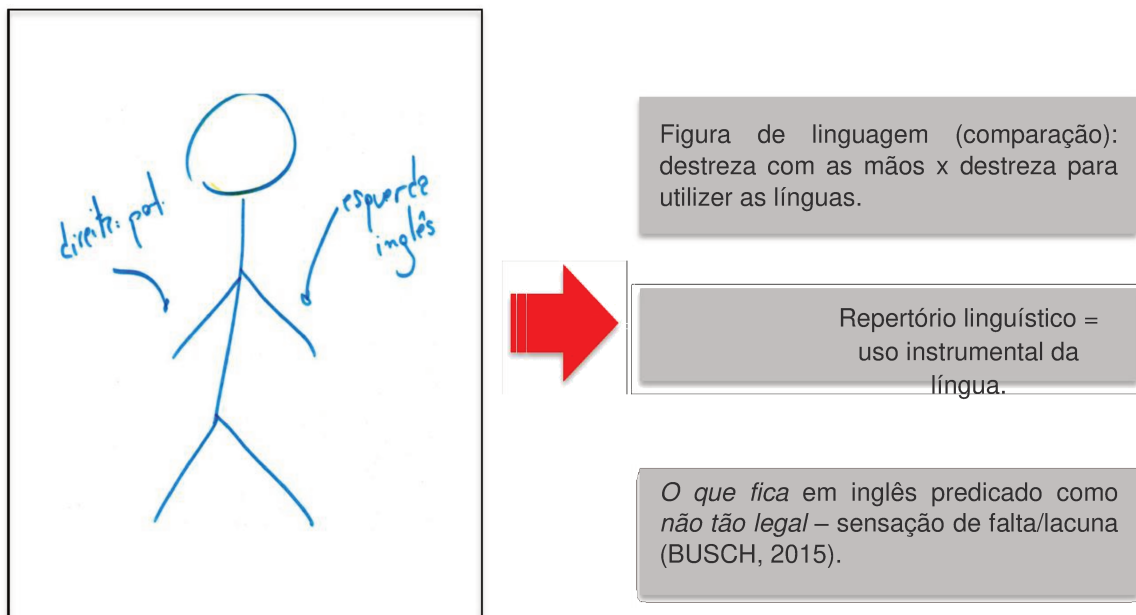 direita: port.
esquerda
inglês
Figura de linguagem (comparação):
destreza com as mãos x destreza para
utilizer as línguas.
Repertório linguístico =
uso instrumental da
língua.
O que fica em inglês predicado como
não tão legal – sensação de falta/lacuna
(BUSCH, 2015).